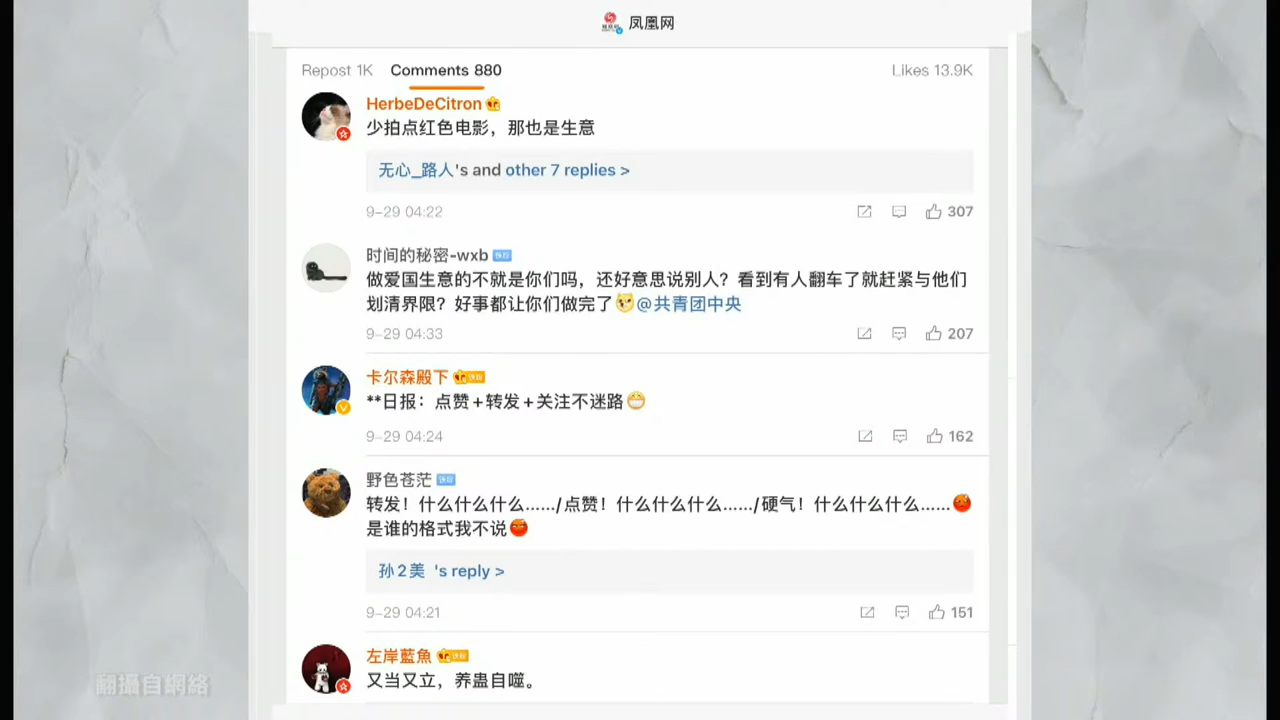 凤凰网
Repost 1K Comments 880 Likes 13.9K
HerbeDeCitron
少拍点红色电影，那也是生意
无心_路人's and other 7 replies >
9-29 04:22 307
时间的秘密-wxb 铁粉
做爱国生意的不就是你们吗，还好意思说别人？看到有人翻车了就赶紧与他们
划清界限？好事都让你们做完了@共青团中央
9-29 04:33 207
卡尔森殿下 铁粉
**日报：点赞+转发+关注不迷路
9-29 04:24 162
野色苍茫 铁粉
转发！什么什么什么……/点赞！什么什么什么……/硬气！什么什么什么……
是谁的格式我不说
孙2美 's reply >
9-29 04:21 151
左岸藍魚 铁粉
又当又立，养蛊自噬。
翻攝自網絡